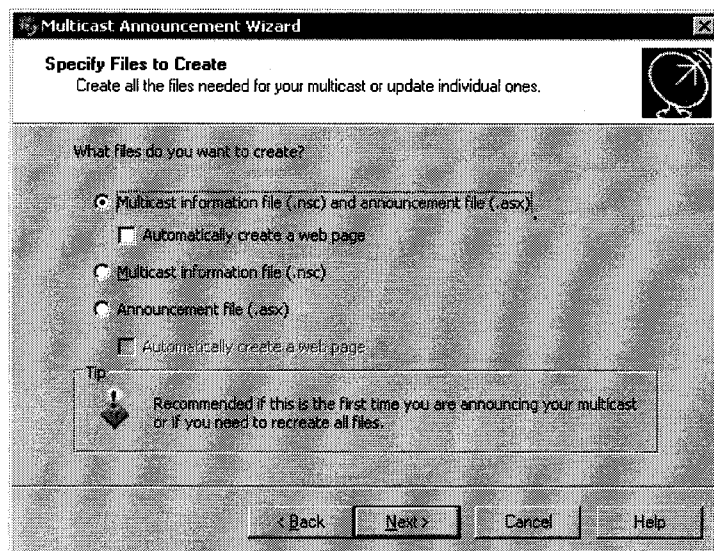 Multicast Announcement Wizard
Specify Files to Create
Create all the files needed for your multicast or update individual ones.
What files do you want to create?
Multicast information file (.nsc) and announcement file (.asx)
Automatically create a web page
Multicast information file (.nsc)
Announcement file (.asx)
Automatically create a web page
Tip
Recommended if this is the first time you are announcing your multicast
or if you need to recreate all files.
< Back
Next >
Cancel
Help